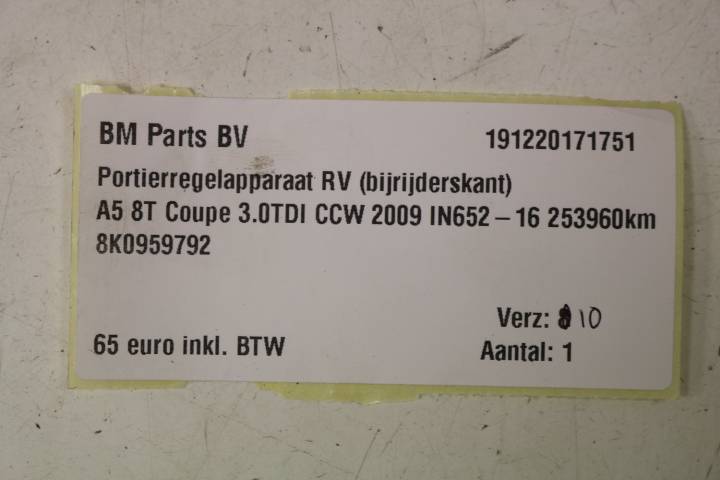 BM Parts BV 191220171751
Portierregelapparaat RV (bijrijderskant)
A5 8T Coupe 3.0TDI CCW 2009 IN652 – 16 253960km
8K0959792
Verz: 10
65 euro inkl. BTW Aantal: 1